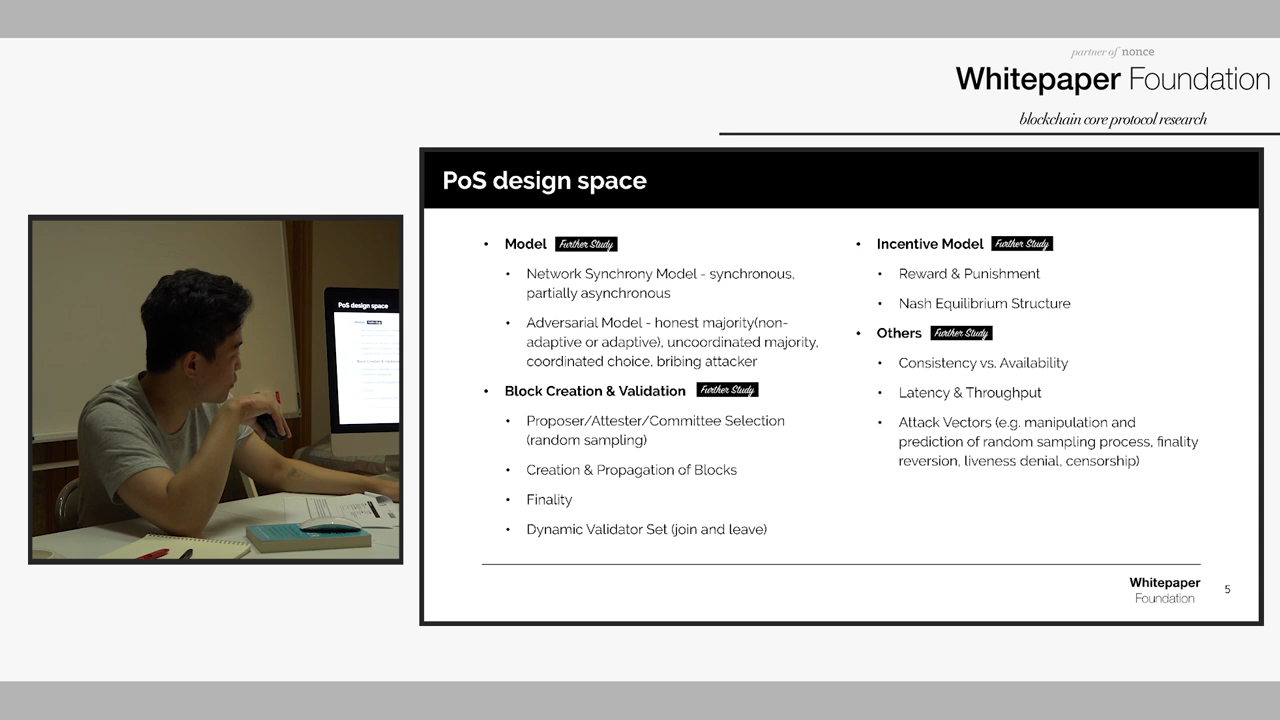 partner of nonce
Whitepaper Foundation
blockchain core protocol research
PoS design space
• Model Further Study
• Network Synchrony Model - synchronous,
partially asynchronous
• Adversarial Model - honest majority(non-
adaptive or adaptive), uncoordinated majority,
coordinated choice, bribing attacker
• Block Creation & Validation Further Study
• Proposer/Attester/Committee Selection
(random sampling)
• Creation & Propagation of Blocks
• Finality
• Dynamic Validator Set (join and leave)
• Incentive Model Further Study
• Reward & Punishment
• Nash Equilibrium Structure
• Others Further Study
• Consistency vs. Availability
• Latency & Throughput
• Attack Vectors (e.g. manipulation and
prediction of random sampling process, finality
reversion, liveness denial, censorship)
Whitepaper
Foundation
5
PoS design space